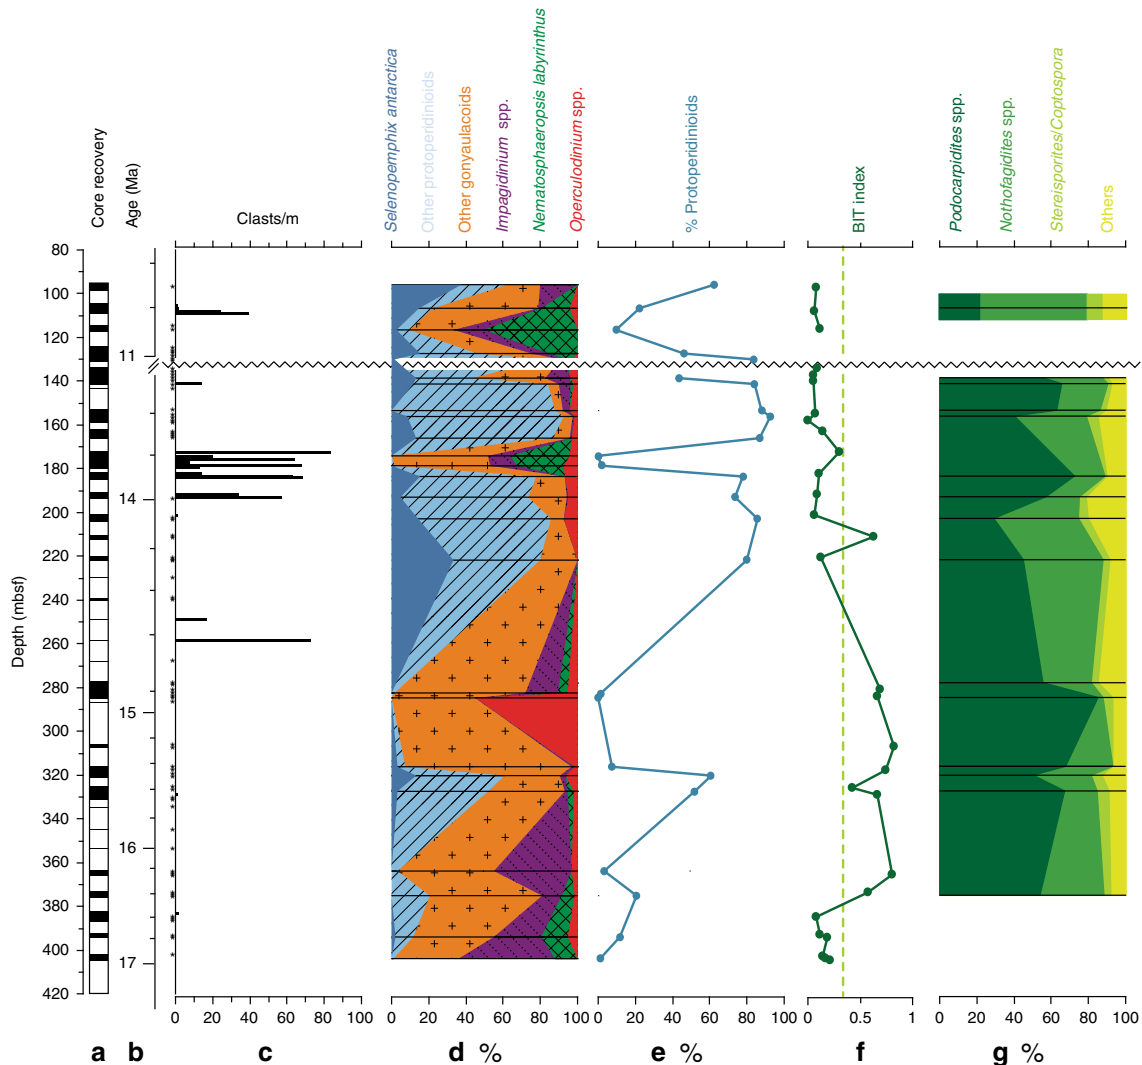 Core recovery
Age (Ma)
Clasts/m
Selenopemphix antarctica
Other protoperidinioids
Other gonyaulacoids
Impagidinium spp.
Nematosphaeropsis labyrinthus
Operculodinium spp.
% Protoperidinioids
BIT index
Podocarpidites spp.
Nothofagidites spp.
Stereisporites/Coptospora
Others
Depth (mbsf)
80
100
120
140
160
180
200
220
240
260
280
300
320
340
360
380
400
420
11
14
15
16
17
0 20 40 60 80 100
0 20 40 60 80 100
0 20 40 60 80 100
0 0.5 1
0 20 40 60 80 100
a b c d % e % f g %